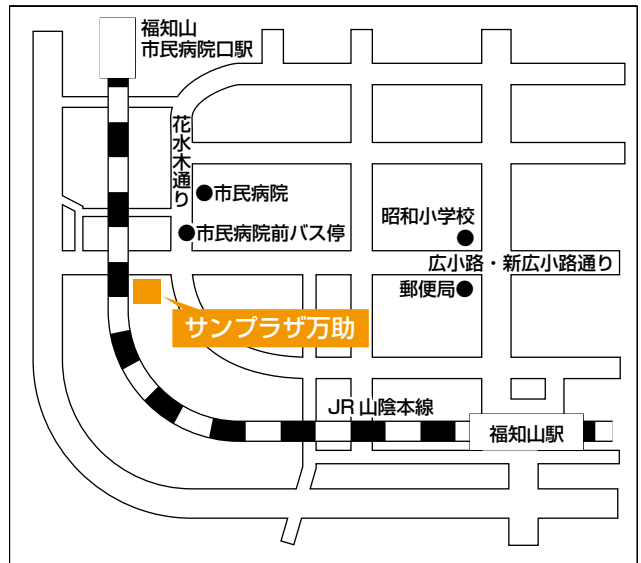 福知山
市民病院口駅
花水木通り
●市民病院
●市民病院前バス停
昭和小学校
広小路・新広小路通り
郵便局●
サンプラザ万助
JR山陰本線
福知山駅